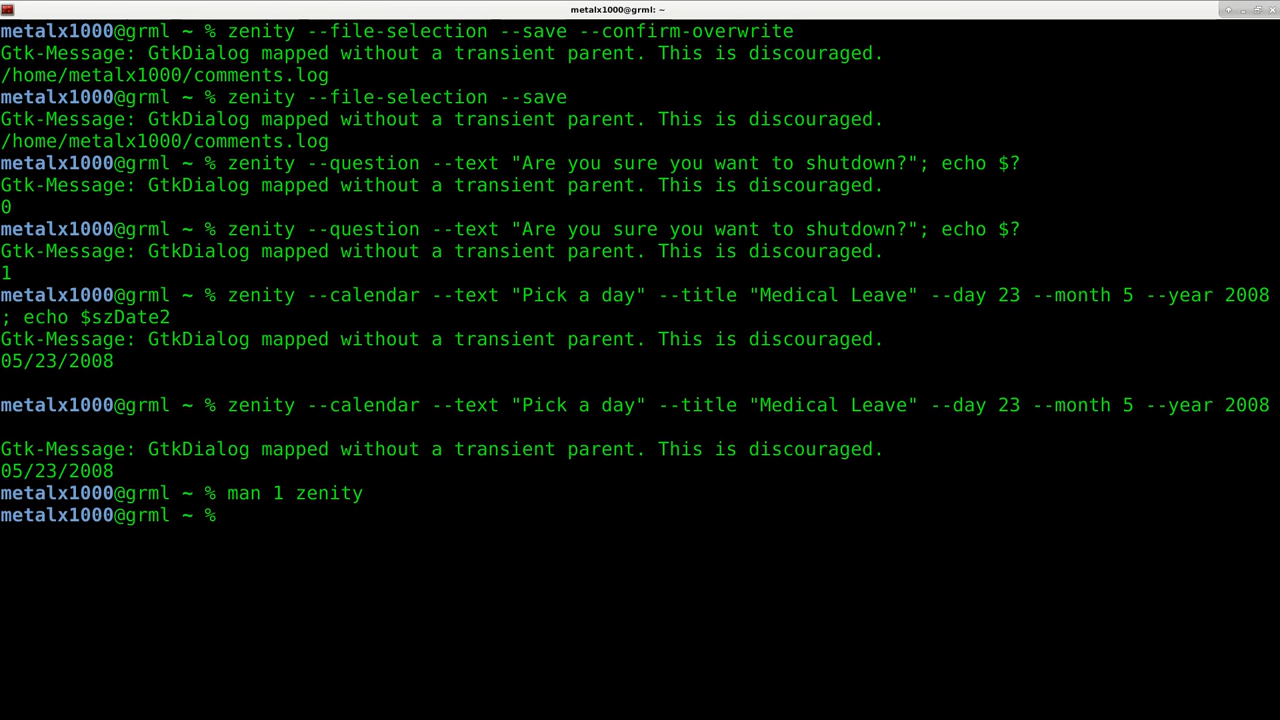 metalx1000@grml: ~
metalx1000@grml ~ % zenity --file-selection --save --confirm-overwrite
Gtk-Message: GtkDialog mapped without a transient parent. This is discouraged.
/home/metalx1000/comments.log
metalx1000@grml ~ % zenity --file-selection --save
Gtk-Message: GtkDialog mapped without a transient parent. This is discouraged.
/home/metalx1000/comments.log
metalx1000@grml ~ % zenity --question --text "Are you sure you want to shutdown?"; echo $?
Gtk-Message: GtkDialog mapped without a transient parent. This is discouraged.
0
metalx1000@grml ~ % zenity --question --text "Are you sure you want to shutdown?"; echo $?
Gtk-Message: GtkDialog mapped without a transient parent. This is discouraged.
1
metalx1000@grml ~ % zenity --calendar --text "Pick a day" --title "Medical Leave" --day 23 --month 5 --year 2008
; echo $szDate2
Gtk-Message: GtkDialog mapped without a transient parent. This is discouraged.
05/23/2008
metalx1000@grml ~ % zenity --calendar --text "Pick a day" --title "Medical Leave" --day 23 --month 5 --year 2008
Gtk-Message: GtkDialog mapped without a transient parent. This is discouraged.
05/23/2008
metalx1000@grml ~ % man 1 zenity
metalx1000@grml ~ %